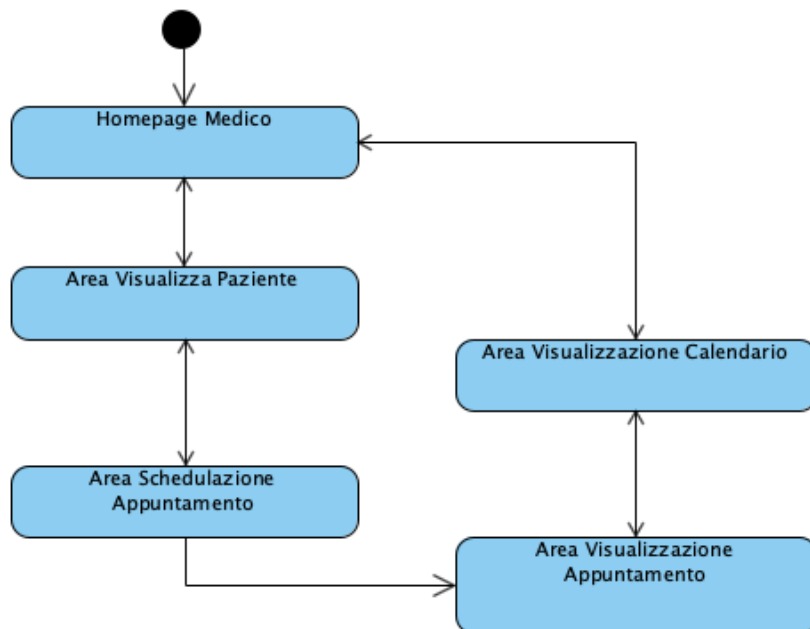 Homepage Medico
Area Visualizza Paziente
Area Visualizzazione Calendario
Area Schedulazione
Appuntamento
Area Visualizzazione
Appuntamento